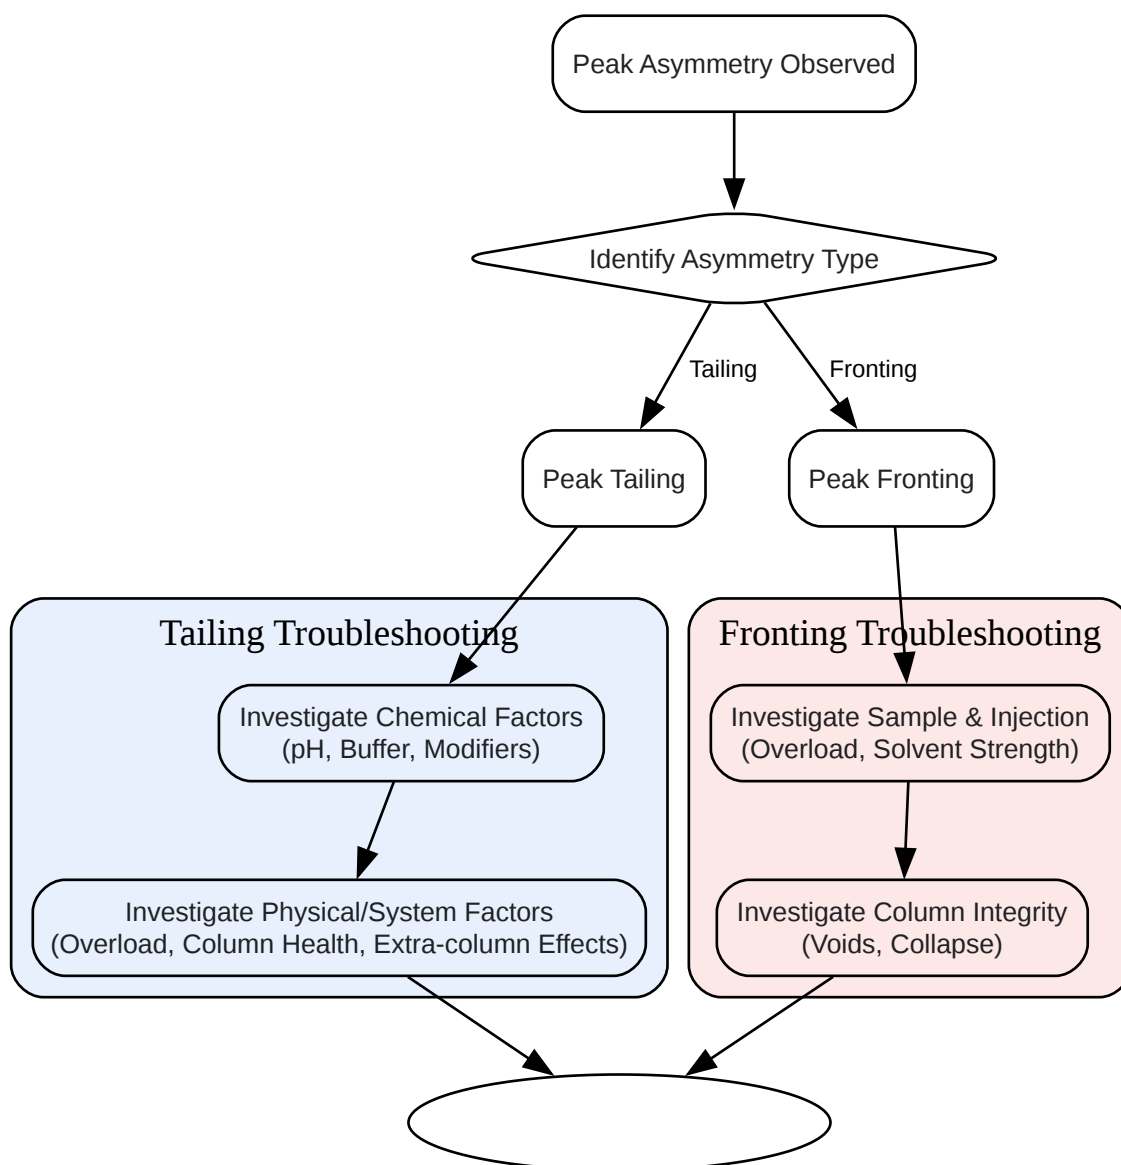 Peak Asymmetry Observed
Identify Asymmetry Type
Tailing
Fronting
Peak Tailing
Peak Fronting
Tailing Troubleshooting
Fronting Troubleshooting
Investigate Chemical Factors
(pH, Buffer, Modifiers)
Investigate Sample & Injection
(Overload, Solvent Strength)
Investigate Physical/System Factors
(Overload, Column Health, Extra-column Effects)
Investigate Column Integrity
(Voids, Collapse)